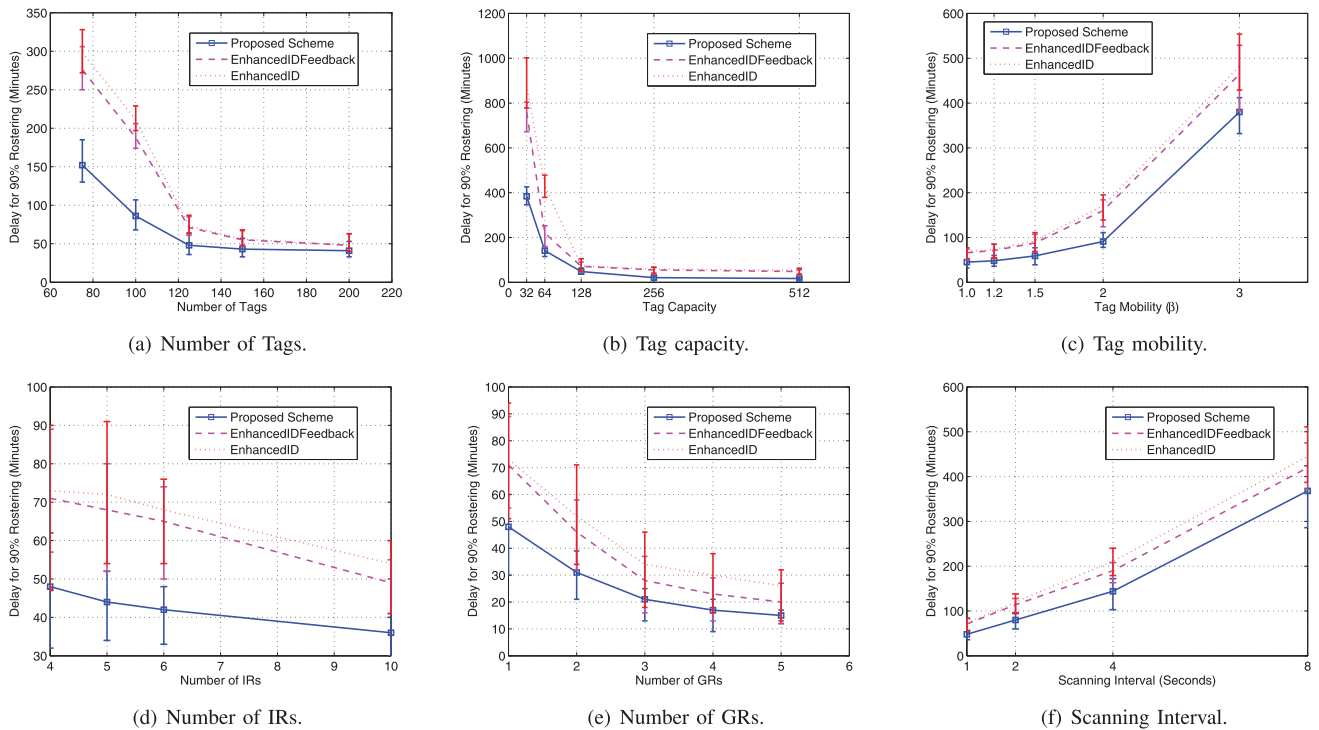 350
300
250
200
150
100
50
0
60 80 100 120 140 160 180 200 220
Delay for 90% Rostering (Minutes)
Number of Tags
Proposed Scheme
EnhancedIDFeedback
EnhancedID
(a) Number of Tags.
1200
1000
800
600
400
200
0
0 32 64 128 256 512
Delay for 90% Rostering (Minutes)
Tag Capacity
Proposed Scheme
EnhancedIDFeedback
EnhancedID
(b) Tag capacity.
600
500
400
300
200
100
0
1.0 1.2 1.5 2 3
Delay for 90% Rostering (Minutes)
Tag Mobility (β)
Proposed Scheme
EnhancedIDFeedback
EnhancedID
(c) Tag mobility.
100
90
80
70
60
50
40
30
4 5 6 7 8 9 10
Delay for 90% Rostering (Minutes)
Number of IRs
Proposed Scheme
EnhancedIDFeedback
EnhancedID
(d) Number of IRs.
100
90
80
70
60
50
40
30
20
10
0
1 2 3 4 5 6
Delay for 90% Rostering (Minutes)
Number of GRs
Proposed Scheme
EnhancedIDFeedback
EnhancedID
(e) Number of GRs.
600
500
400
300
200
100
0
1 2 4 8
Delay for 90% Rostering (Minutes)
Scanning Interval (Seconds)
Proposed Scheme
EnhancedIDFeedback
EnhancedID
(f) Scanning Interval.